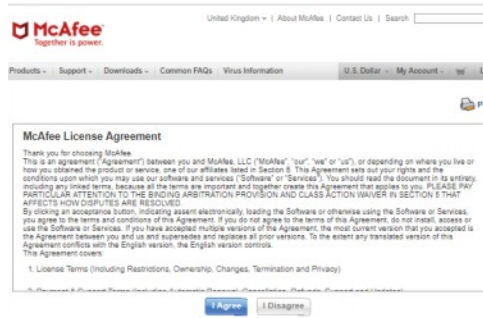 United Kingdom | About McAfee | Contact Us | Search
McAfee
Together is power.
Products Support Downloads Common FAQs Virus Information U.S. Dollar My Account
McAfee License Agreement
Thank you for choosing McAfee.
This is an agreement ("Agreement") between you and McAfee, LLC ("McAfee", "our", "we" or "us"), or depending on where you live or
how you obtained the product or service, one of our affiliates listed in Section 8. This Agreement sets out your rights and the
conditions upon which you may use our software and services ("Software" or "Services"). You should read the document in its entirety,
including any linked terms, because all the terms are important and together create this Agreement that applies to you. PLEASE PAY
PARTICULAR ATTENTION TO THE BINDING ARBITRATION PROVISION AND CLASS ACTION WAIVER IN SECTION 5 THAT
AFFECTS HOW DISPUTES ARE RESOLVED.
By clicking an acceptance button, indicating assent electronically, loading the Software or otherwise using the Software or Services,
you agree to the terms and conditions of this Agreement. If you do not agree to the terms of this Agreement, do not install, access or
use the Software or Services. If you have accepted multiple versions of the Agreement, the most current version that you accepted is
the Agreement between you and us and supersedes and replaces all prior versions. To the extent any translated version of this
Agreement conflicts with the English version, the English version controls.
This Agreement covers:
1. License Terms (Including Restrictions, Ownership, Changes, Termination and Privacy)
I Agree I Disagree